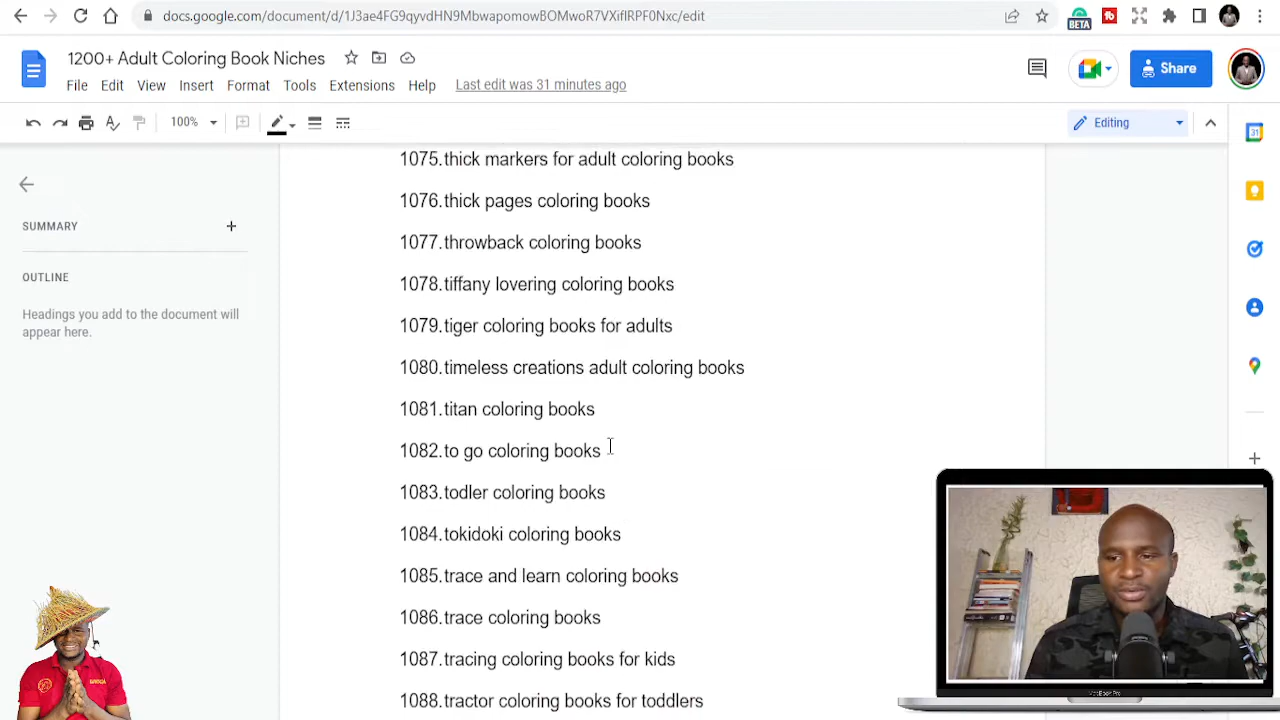 docs.google.com/document/d/1J3ae4FG9qyvdHN9MbwapomowBOMwoR7VXiflRPF0Nxc/edit
BETA
1200+ Adult Coloring Book Niches
File Edit View Insert Format Tools Extensions Help Last edit was 31 minutes ago
Share
100%
Editing
31
SUMMARY
OUTLINE
Headings you add to the document will
appear here.
1075.thick markers for adult coloring books
1076.thick pages coloring books
1077.throwback coloring books
1078.tiffany lovering coloring books
1079.tiger coloring books for adults
1080.timeless creations adult coloring books
1081.titan coloring books
1082.to go coloring books
1083.todler coloring books
1084.tokidoki coloring books
1085.trace and learn coloring books
1086.trace coloring books
1087.tracing coloring books for kids
1088.tractor coloring books for toddlers
MacBook Pro